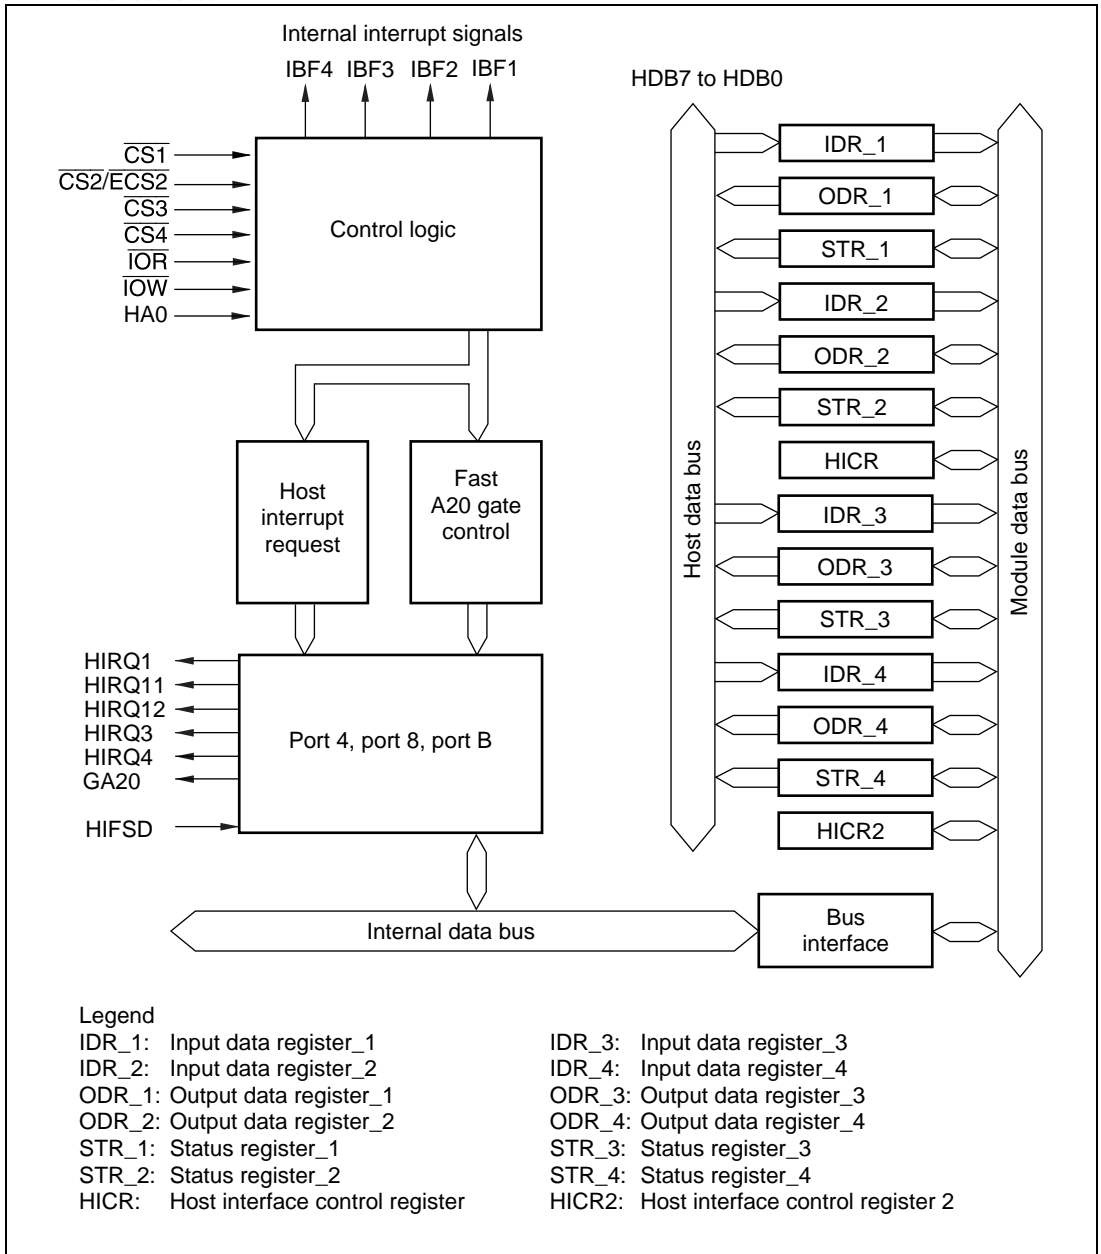 Internal interrupt signals
IBF4 IBF3 IBF2 IBF1
CS1
CS2/ECS2
CS3
CS4
IOR
IOW
HA0
Control logic
Host
interrupt
request
Fast
A20 gate
control
HIRQ1
HIRQ11
HIRQ12
HIRQ3
HIRQ4
GA20
HIFSD
Port 4, port 8, port B
Internal data bus
HDB7 to HDB0
Host data bus
IDR_1
ODR_1
STR_1
IDR_2
ODR_2
STR_2
HICR
IDR_3
ODR_3
STR_3
IDR_4
ODR_4
STR_4
HICR2
Module data bus
Bus
interface
Legend
IDR_1: Input data register_1
IDR_2: Input data register_2
ODR_1: Output data register_1
ODR_2: Output data register_2
STR_1: Status register_1
STR_2: Status register_2
HICR: Host interface control register
IDR_3: Input data register_3
IDR_4: Input data register_4
ODR_3: Output data register_3
ODR_4: Output data register_4
STR_3: Status register_3
STR_4: Status register_4
HICR2: Host interface control register 2